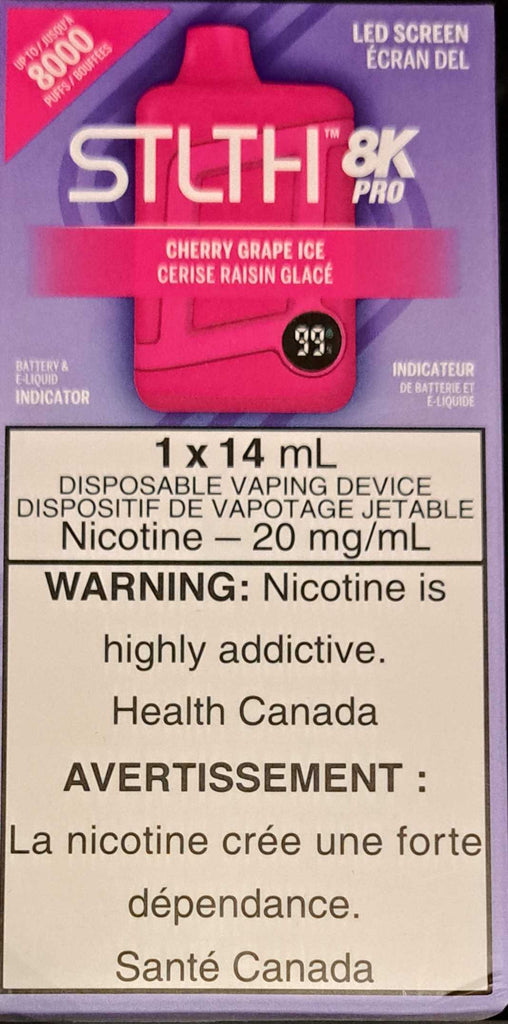 UP TO / JUSQU'À
8000
PUFFS / BOUFFÉES
LED SCREEN
ÉCRAN DEL
STLTH™ 8K
PRO
CHERRY GRAPE ICE
CERISE RAISIN GLACÉ
99%
BATTERY &
E-LIQUID
INDICATOR
INDICATEUR
DE BATTERIE ET
E-LIQUIDE
1 x 14 mL
DISPOSABLE VAPING DEVICE
DISPOSITIF DE VAPOTAGE JETABLE
Nicotine — 20 mg/mL
WARNING: Nicotine is
highly addictive.
Health Canada
AVERTISSEMENT :
La nicotine crée une forte
dépendance.
Santé Canada